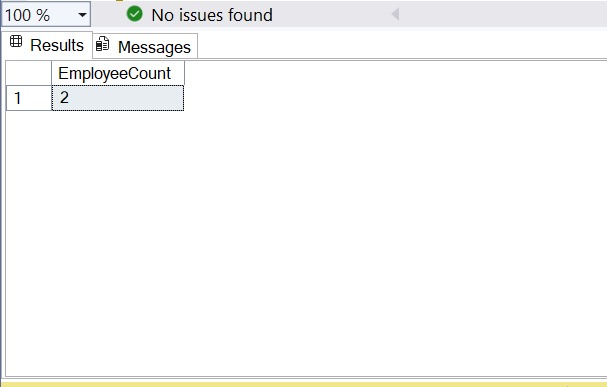 100 % No issues found
Results Messages
EmployeeCount
1 2